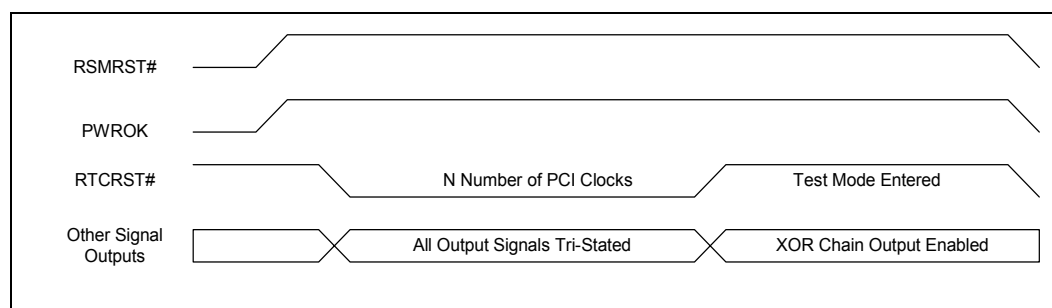 RSMRST#
PWROK
RTCRST#
N Number of PCI Clocks
Test Mode Entered
Other Signal
Outputs
All Output Signals Tri-Stated
XOR Chain Output Enabled